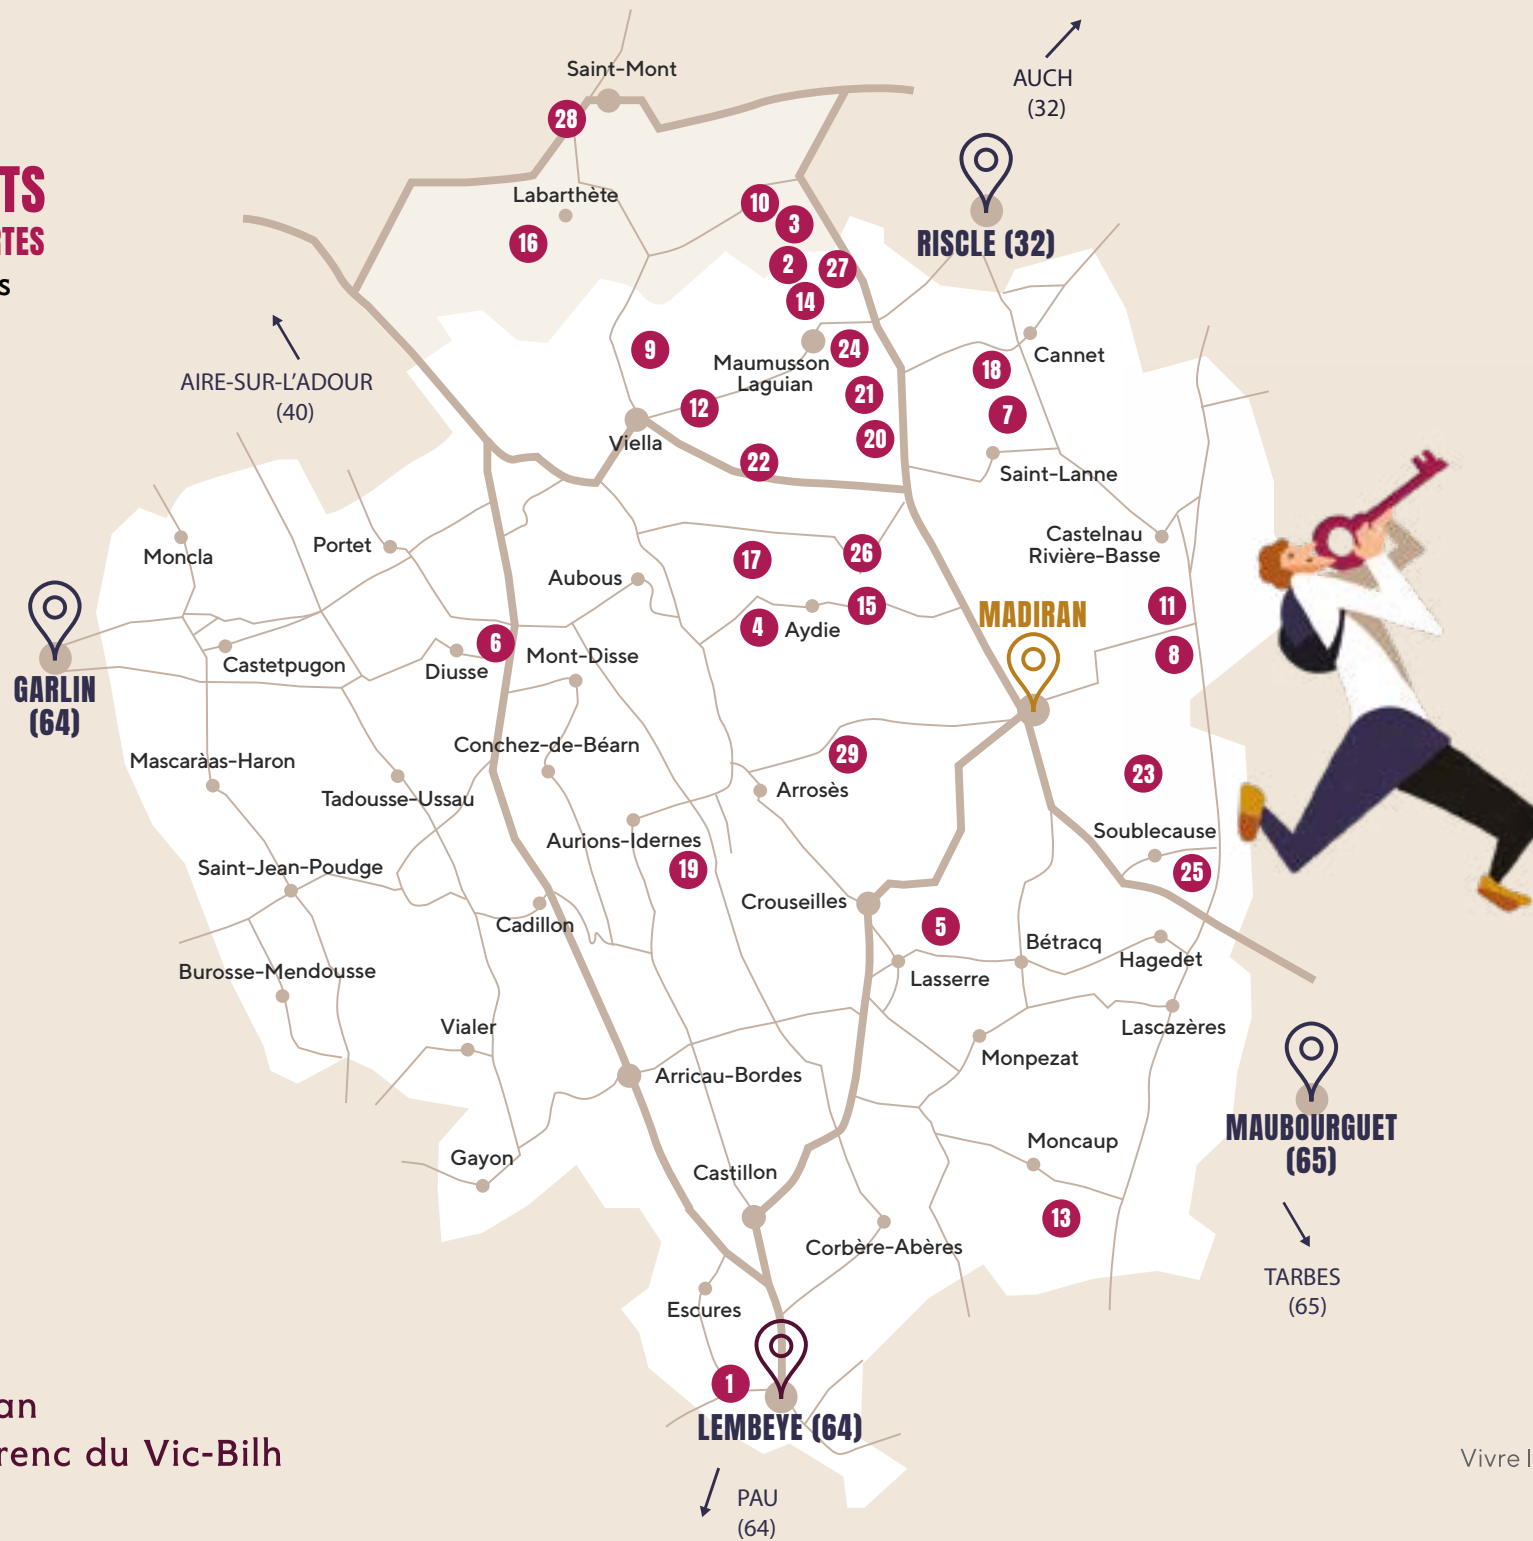 Saint-Mont
AUCH
(32)
28
TS
RTES
s
Labarthète
16
10
3
2
27
14
RISCLE (32)
AIRE-SUR-L'ADOUR
(40)
9
Maumusson
Laguian
24
Cannet
18
21
7
12
Viella
20
22
Saint-Lanne
Moncla
Portet
Castelnau
Rivière-Basse
17
26
Aubous
15
11
4
Aydie
MADIRAN
6
Castetpugon
Diusse
Mont-Disse
8
GARLIN
(64)
Conchez-de-Béarn
29
Mascaràas-Haron
23
Tadousse-Ussau
Arrosès
Aurions-Idernes
Soublecause
19
25
Saint-Jean-Poudge
Crouseilles
Cadillon
5
Bétracq
Hagedet
Burosse-Mendousse
Lasserre
Vialer
Lascazères
Monpezat
Arricau-Bordes
MAUBOURGUET
(65)
Moncaup
Gayon
Castillon
13
Corbère-Abères
TARBES
(65)
Escures
1
LEMBEYE (64)
an
renc du Vic-Bilh
Vivre l
PAU
(64)